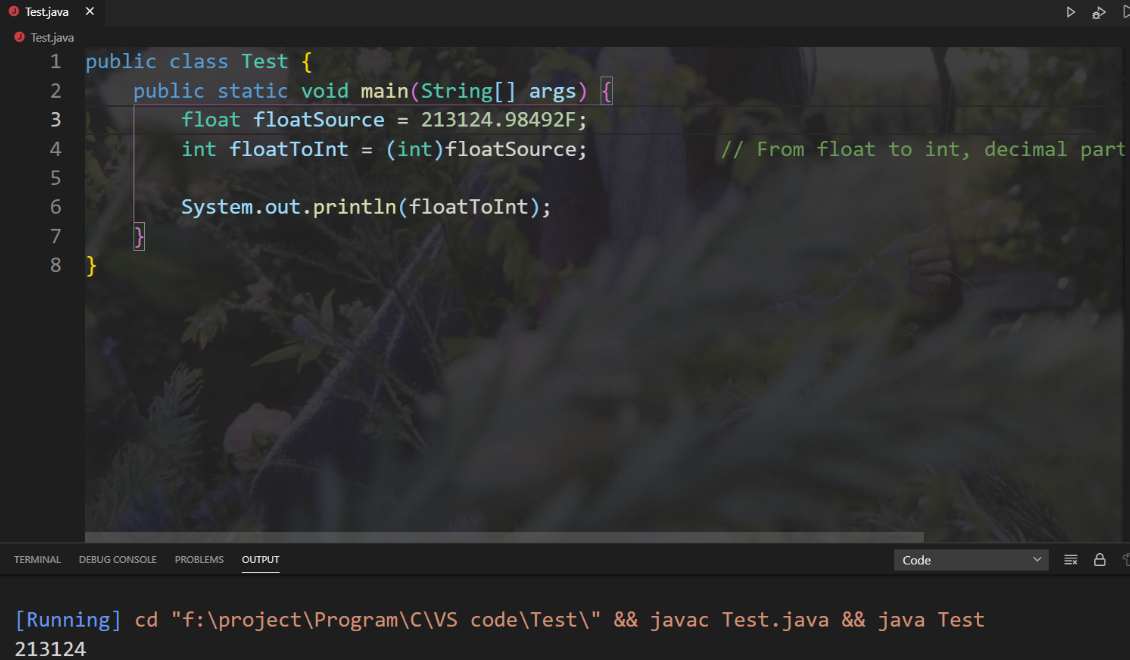 Test.java
Test.java
1 public class Test {
2 public static void main(String[] args) {
3 float floatSource = 213124.98492F;
4 int floatToInt = (int)floatSource; // From float to int, decimal part
5
6 System.out.println(floatToInt);
7 }
8 }
TERMINAL DEBUG CONSOLE PROBLEMS OUTPUT Code
[Running] cd "f:\project\Program\C\VS code\Test\" && javac Test.java && java Test
213124